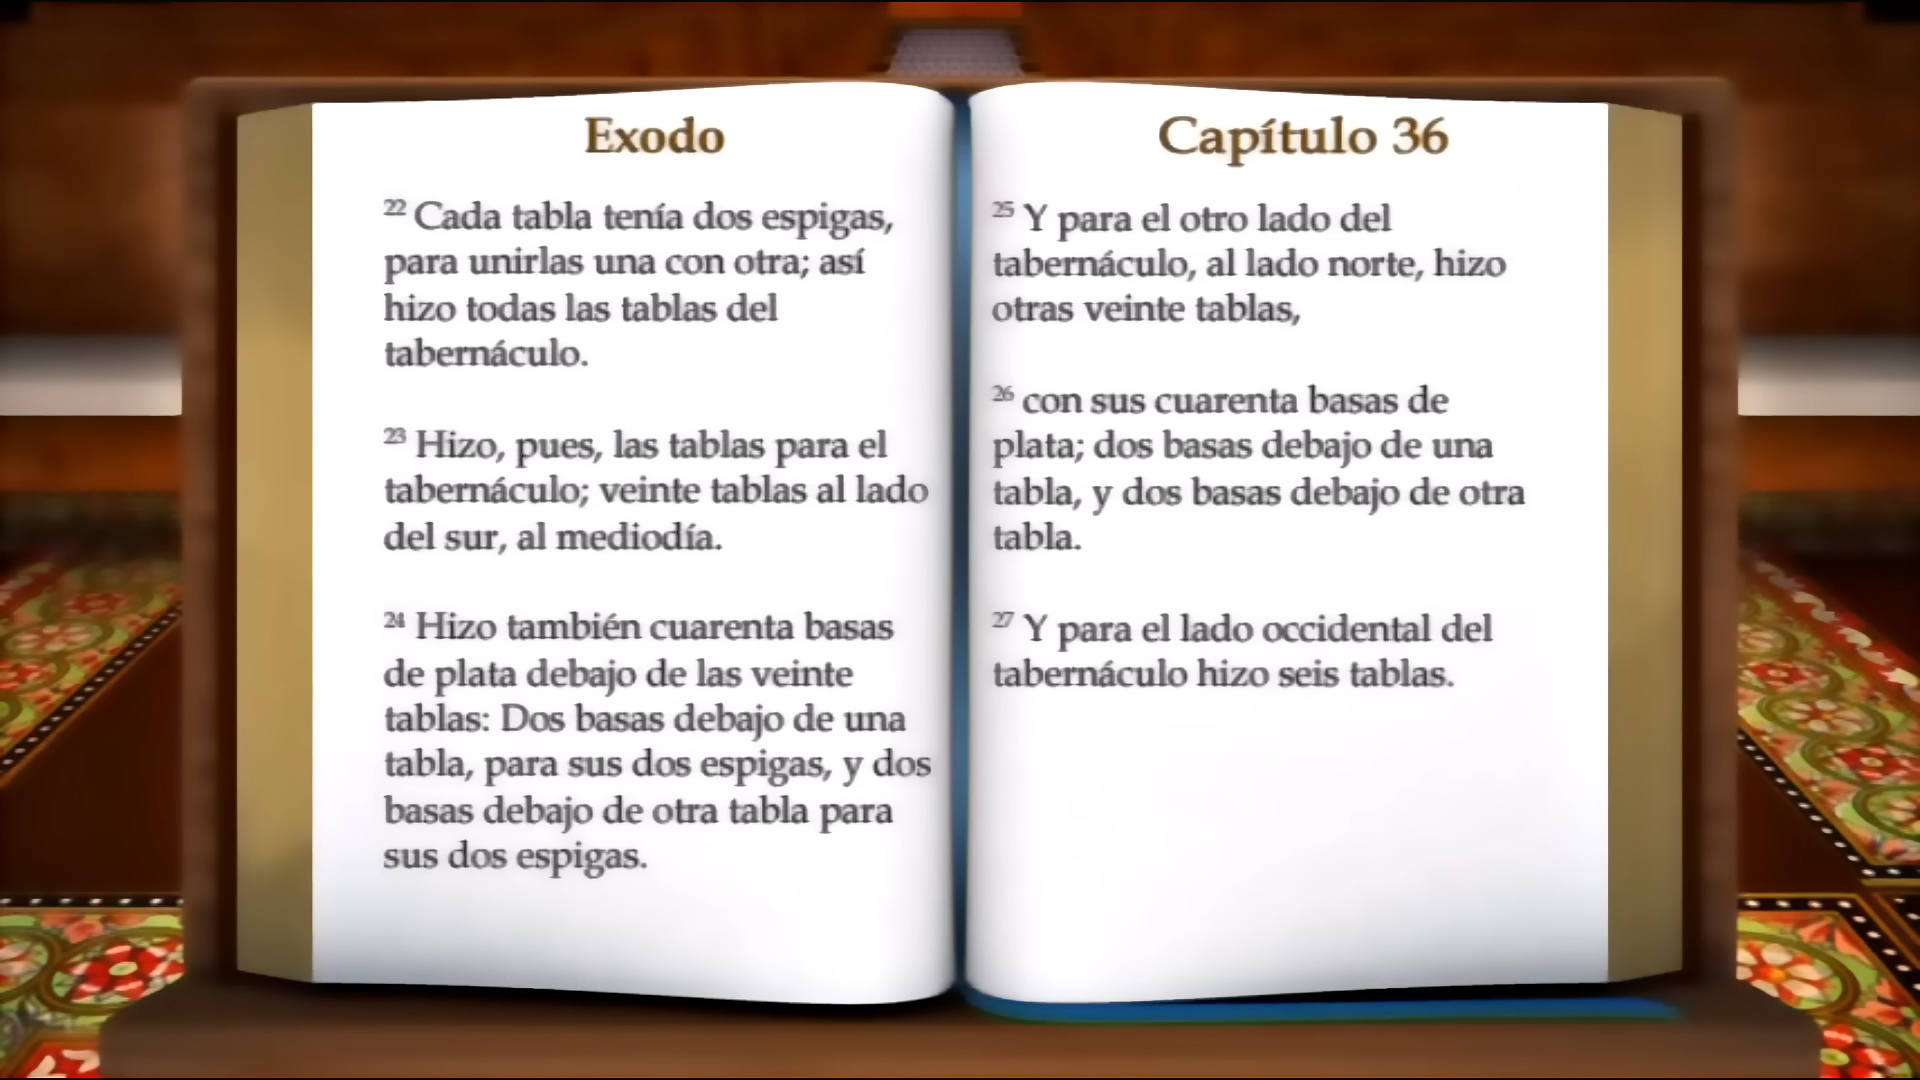 Exodo
22 Cada tabla tenía dos espigas,
para unirlas una con otra; así
hizo todas las tablas del
tabernáculo.
23 Hizo, pues, las tablas para el
tabernáculo; veinte tablas al lado
del sur, al mediodía.
24 Hizo también cuarenta basas
de plata debajo de las veinte
tablas: Dos basas debajo de una
tabla, para sus dos espigas, y dos
basas debajo de otra tabla para
sus dos espigas.
Capítulo 36
25 Y para el otro lado del
tabernáculo, al lado norte, hizo
otras veinte tablas,
26 con sus cuarenta basas de
plata; dos basas debajo de una
tabla, y dos basas debajo de otra
tabla.
27 Y para el lado occidental del
tabernáculo hizo seis tablas.